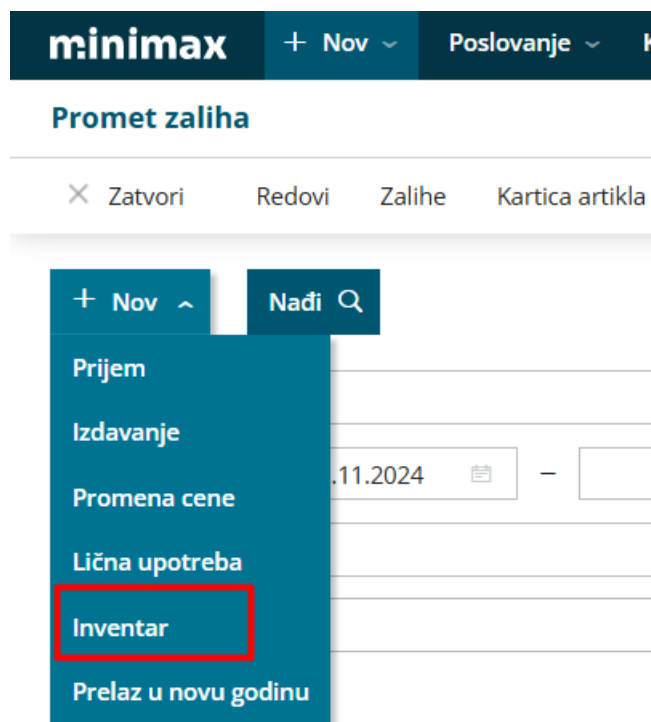 minimax + Nov Poslovanje
Promet zaliha
× Zatvori Redovi Zalihe Kartica artikla
+ Nov Nađi
Prijem
Izdavanje
.11.2024 –
Promena cene
Lična upotreba
Inventar
Prelaz u novu godinu